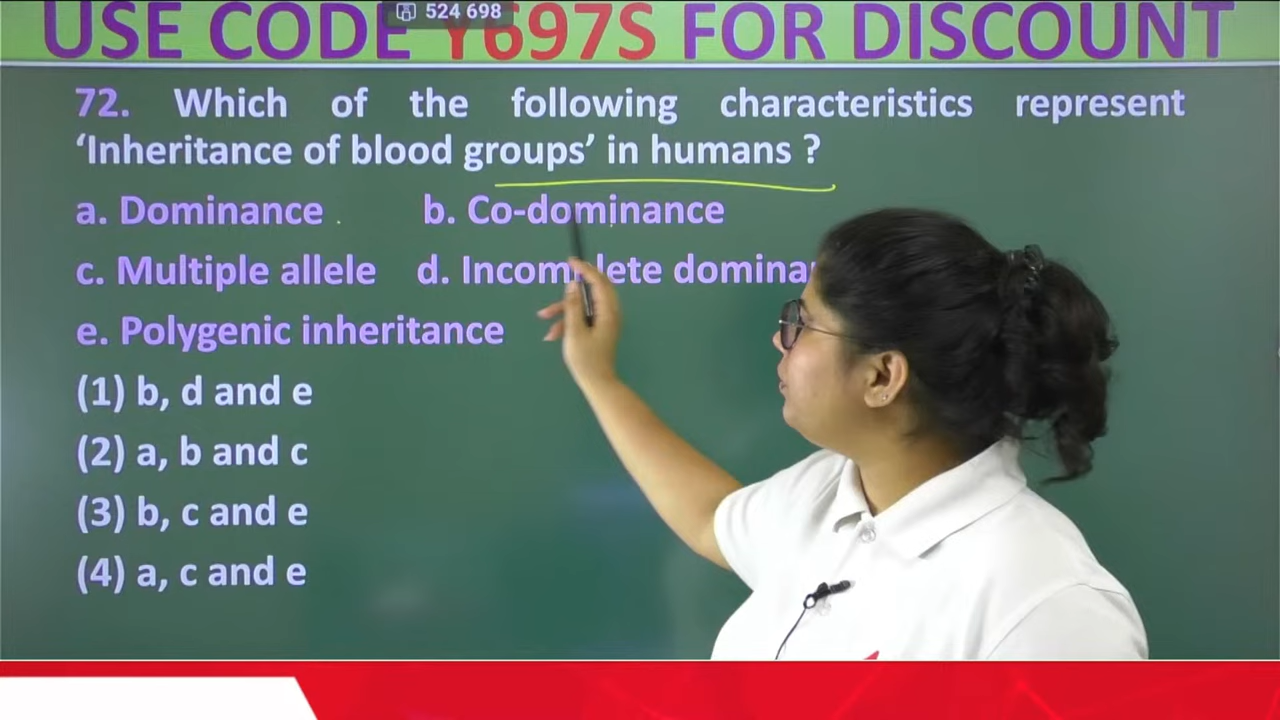 USE CODE Y697S FOR DISCOUNT
524 698
72. Which of the following characteristics represent
‘Inheritance of blood groups’ in humans ?
a. Dominance b. Co-dominance
c. Multiple allele d.
e. Polygenic inheritance
(1) b, d and e
(2) a, b and c
(3) b, c and e
(4) a, c and e